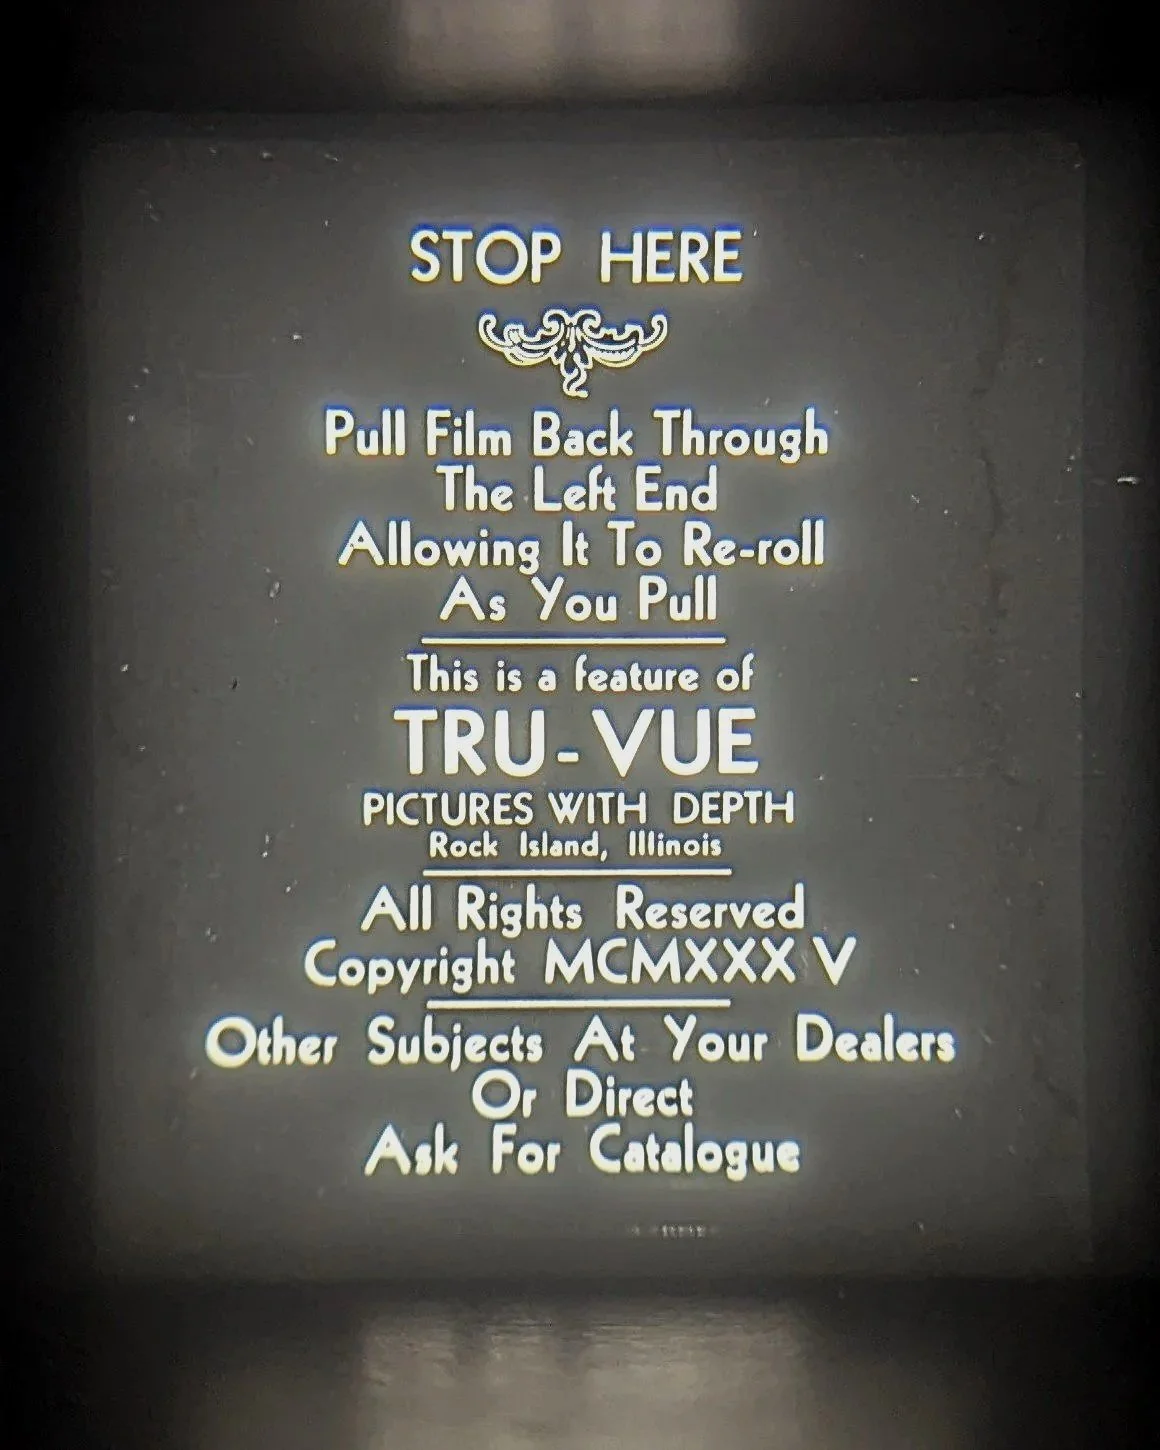 STOP HERE
Pull Film Back Through
The Left End
Allowing It To Re-roll
As You Pull
This is a feature of
TRU-VUE
PICTURES WITH DEPTH
Rock Island, Illinois
All Rights Reserved
Copyright MCMXXX V
Other Subjects At Your Dealers
Or Direct
Ask For Catalogue